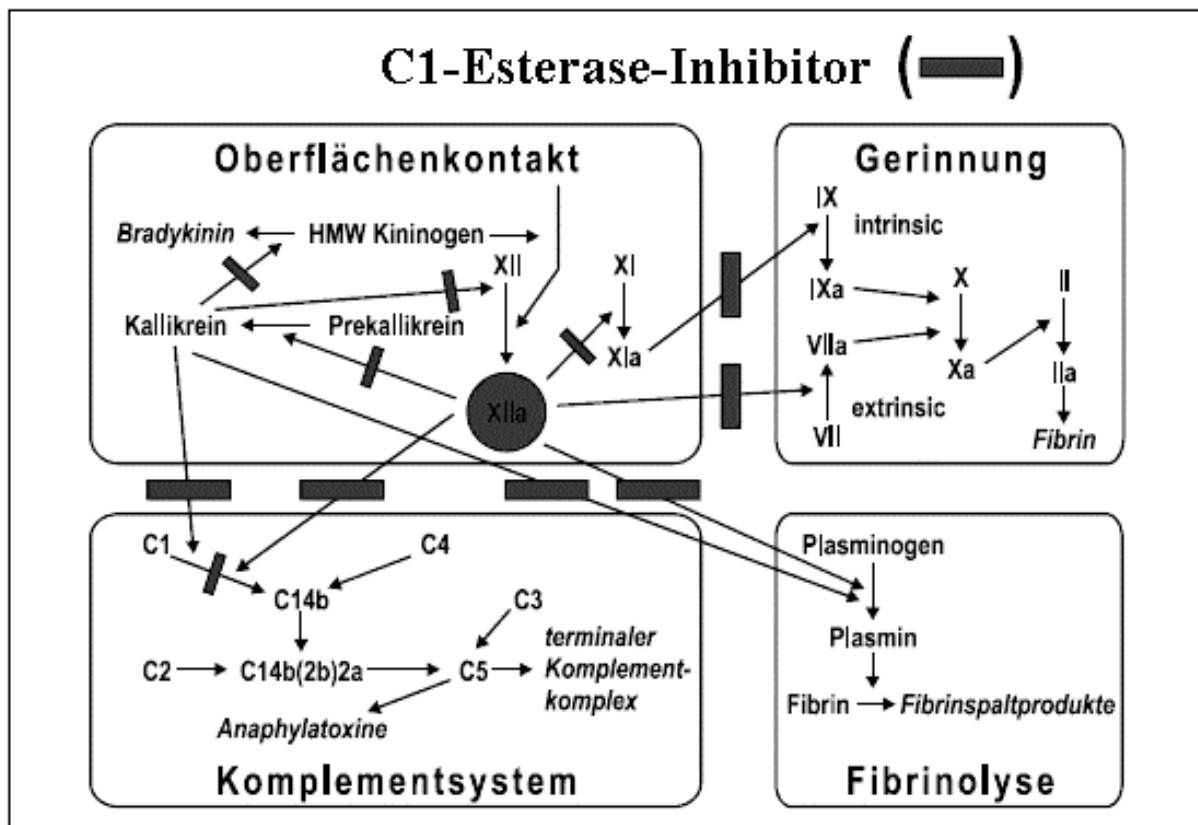 C1-Esterase-Inhibitor ( )
Oberflächenkontakt
Bradykinin
HMW Kininogen
XII
XI
Kallikrein
Prekallikrein
XIa
XIIa
Gerinnung
IX
intrinsic
IXa
X
II
VIIa
Xa
IIa
extrinsic
VII
Fibrin
C1
C4
C14b
C3
C2
C14b(2b)2a
C5
terminaler
Komplement-
komplex
Anaphylatoxine
Komplementsystem
Plasminogen
Plasmin
Fibrin
Fibrinspaltprodukte
Fibrinolyse